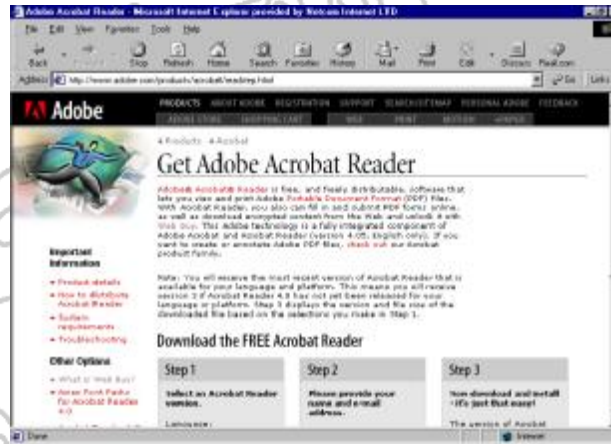 Adobe Acrobat Reader - Microsoft Internet Explorer provided by Netcom Internet LTD
File Edit View Favorites Tools Help
Back Stop Refresh Home Search Favorites History Mail Print Edit Discuss Real.com
Address http://www.adobe.com/products/acrobat/readstep.html Go Links
Adobe
PRODUCTS ABOUT ADOBE REGISTRATION SUPPORT SEARCH/SITEMAP PERSONAL ADOBE FEEDBACK
ADOBE STORE SHOPPING CART WEB PRINT MOTION ePAPER
Products Acrobat
Get Adobe Acrobat Reader
Adobe® Acrobat® Reader is free, and freely distributable, software that
lets you view and print Adobe Portable Document Format (PDF) files.
With Acrobat Reader, you also can fill in and submit PDF forms online,
as well as download encrypted content from the Web and unlock it with
Web Buy. This Adobe technology is a fully integrated component of
Adobe Acrobat and Acrobat Reader (version 4.05, English only). If you
want to create or annotate Adobe PDF files, check out our Acrobat
product family.
Note: You will receive the most recent version of Acrobat Reader that is
available for your language and platform. This means you will receive
version 3 if Acrobat Reader 4.0 has not yet been released for your
language or platform. Step 3 displays the version and file size of the
downloaded file based on the selections you make in Step 1.
Important
Information
Product details
How to distribute
Acrobat Reader
System
requirements
Troubleshooting
Other Options
What is Web Buy?
Asian Font Packs
for Acrobat Reader
4.0
Download the FREE Acrobat Reader
Step 1
Select an Acrobat Reader
version.
Language:
Step 2
Please provide your
name and e-mail
address.
Step 3
Now download and install
- it's just that easy!
The version of Acrobat
Done Internet